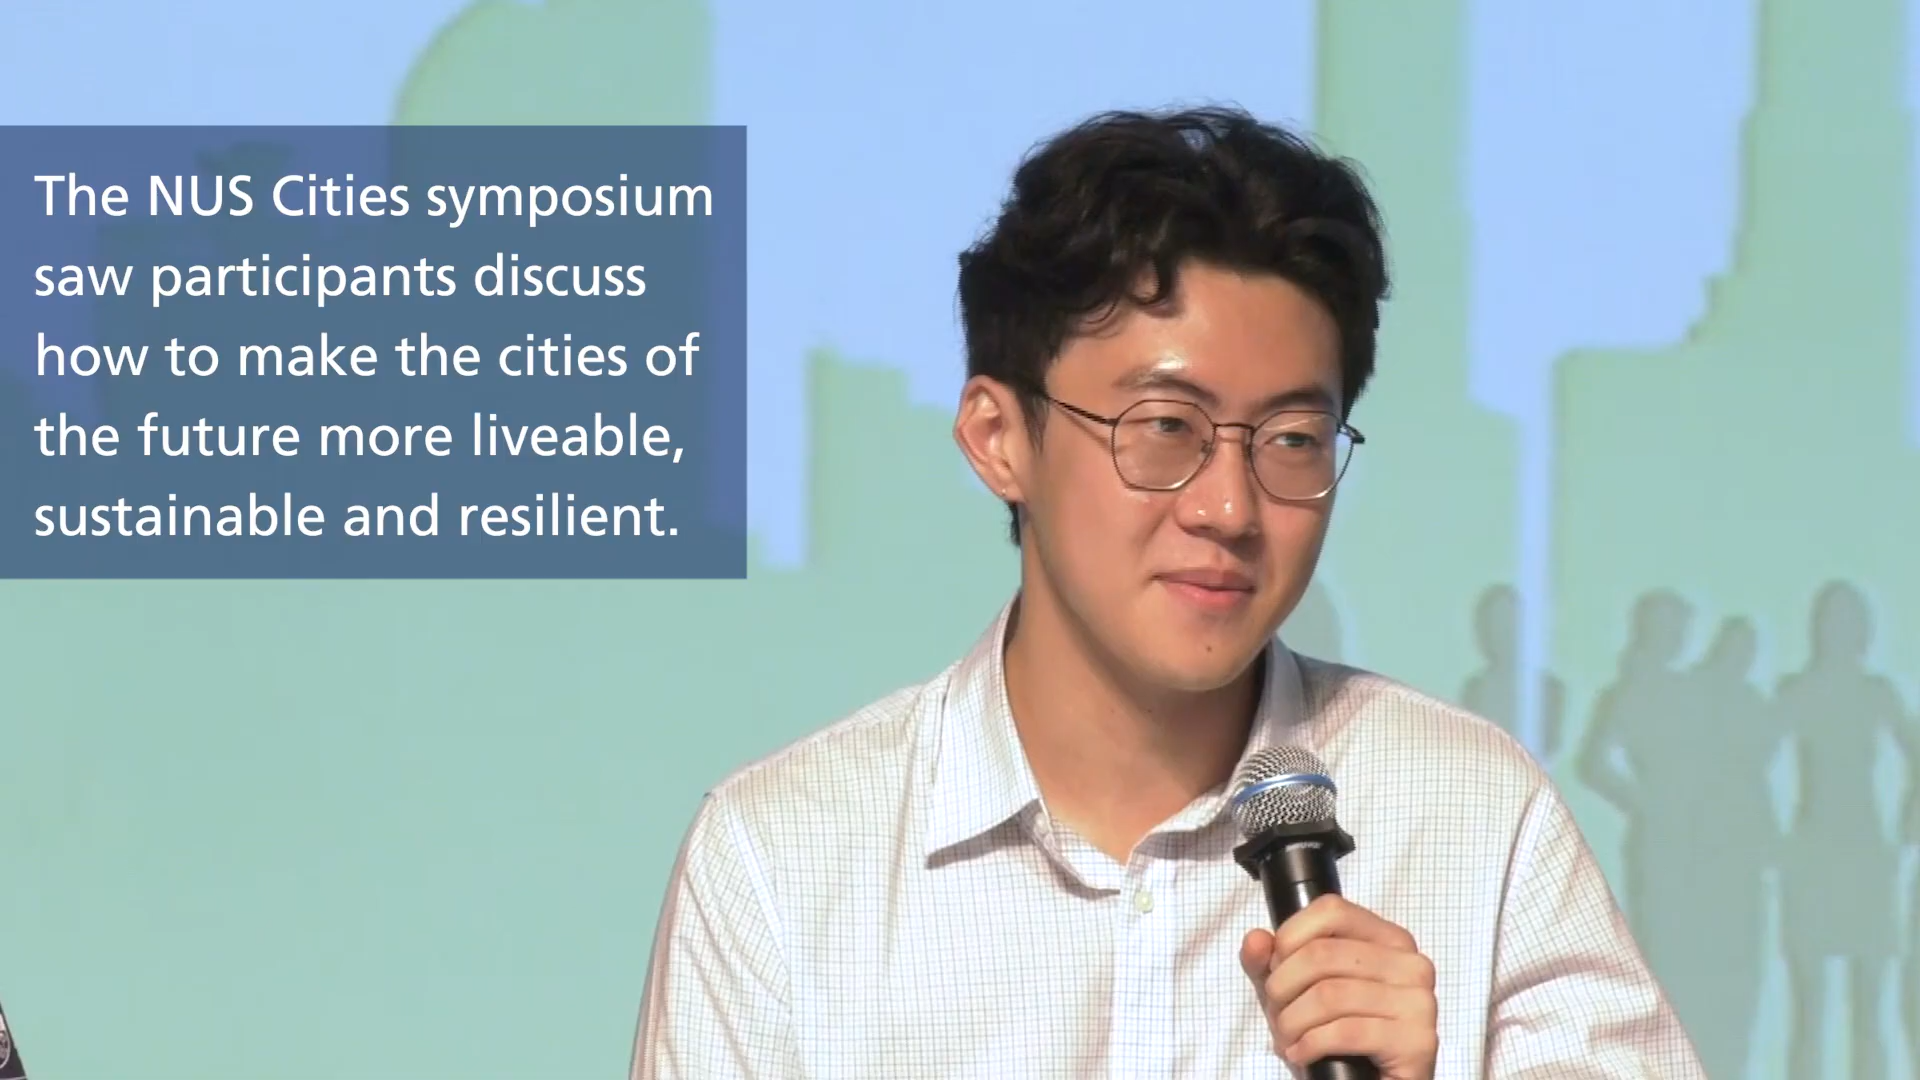 The NUS Cities symposium
saw participants discuss
how to make the cities of
the future more liveable,
sustainable and resilient.